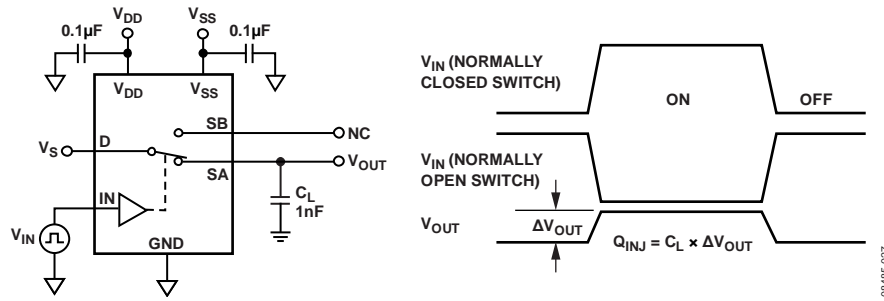 VDD
VSS
0.1µF
0.1µF
VDD
VSS
SB
NC
VS
D
SA
VOUT
IN
CL
1nF
VIN
GND
VIN (NORMALLY
CLOSED SWITCH)
ON
OFF
VIN (NORMALLY
OPEN SWITCH)
VOUT
ΔVOUT
QINJ = CL × ΔVOUT